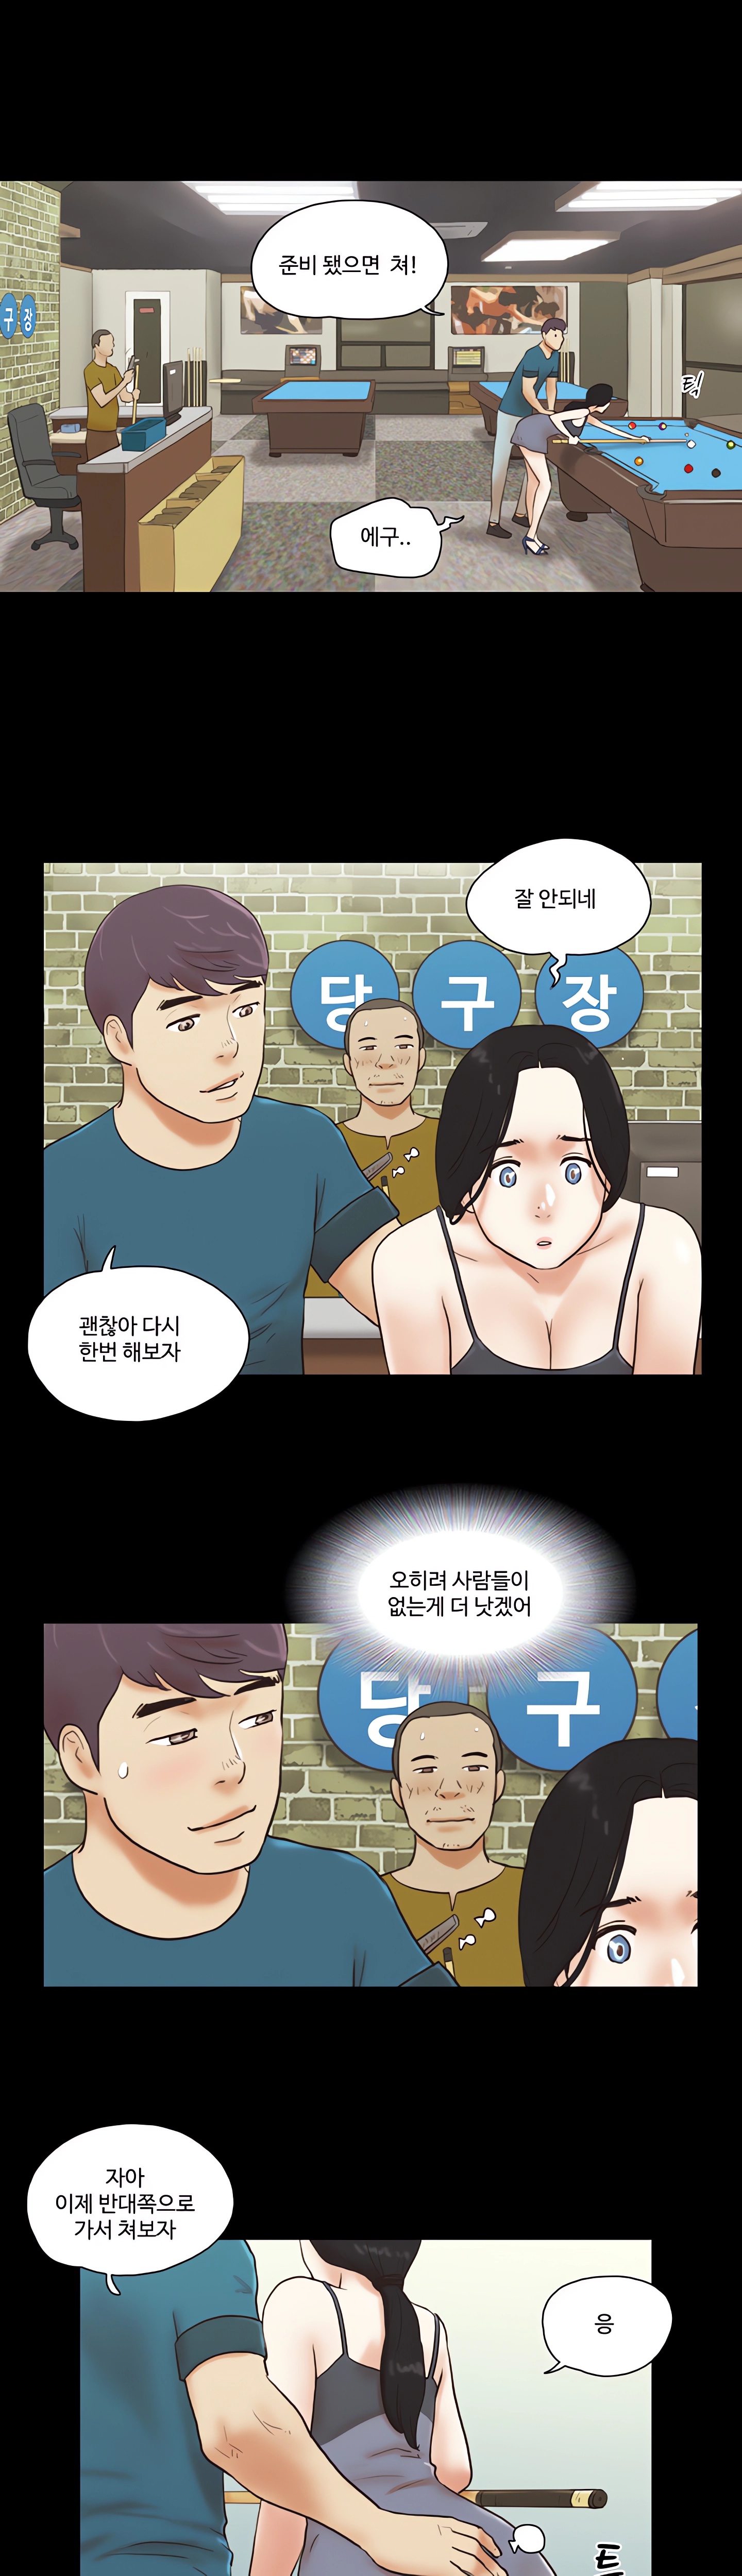 준비 됐으면 쳐!
구장
틱
에구..
잘 안되네
당구장
괜찮아 다시
한번 해보자
오히려 사람들이
없는게 더 낫겠어
당구
자아
이제 반대쪽으로
가서 쳐보자
응